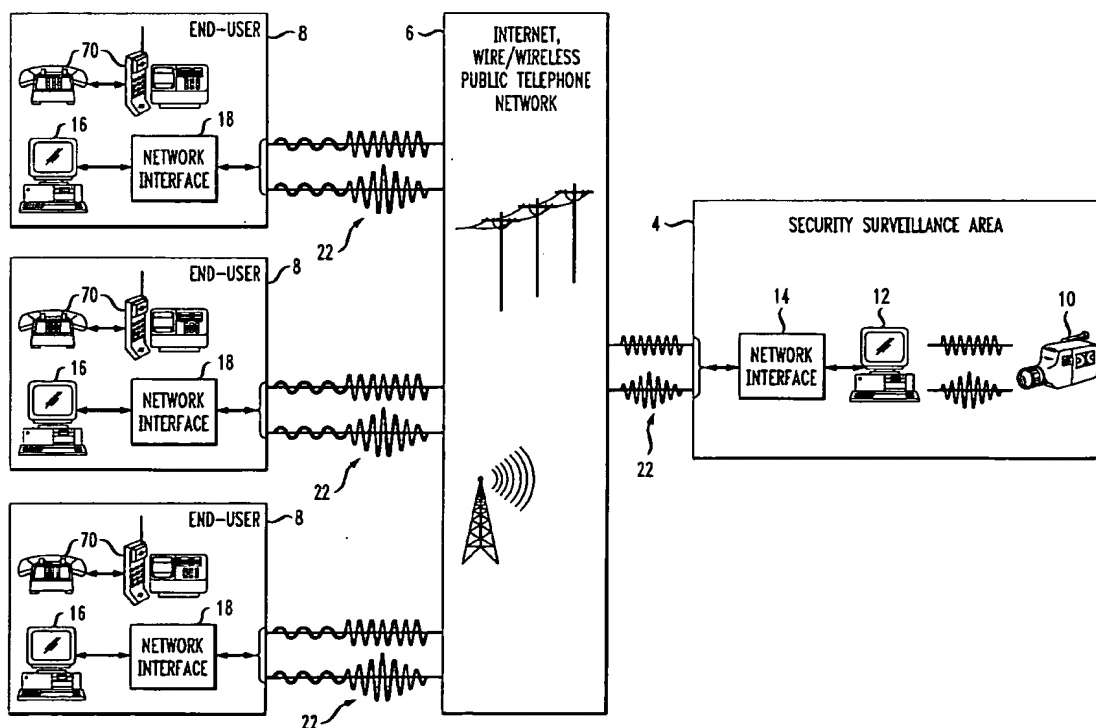 END-USER
8
70
16
18
NETWORK
INTERFACE
22
END-USER
8
70
16
18
NETWORK
INTERFACE
22
END-USER
8
70
16
18
NETWORK
INTERFACE
22
6
INTERNET,
WIRE/WIRELESS
PUBLIC TELEPHONE
NETWORK
4
SECURITY SURVEILLANCE AREA
14
NETWORK
INTERFACE
12
10
22